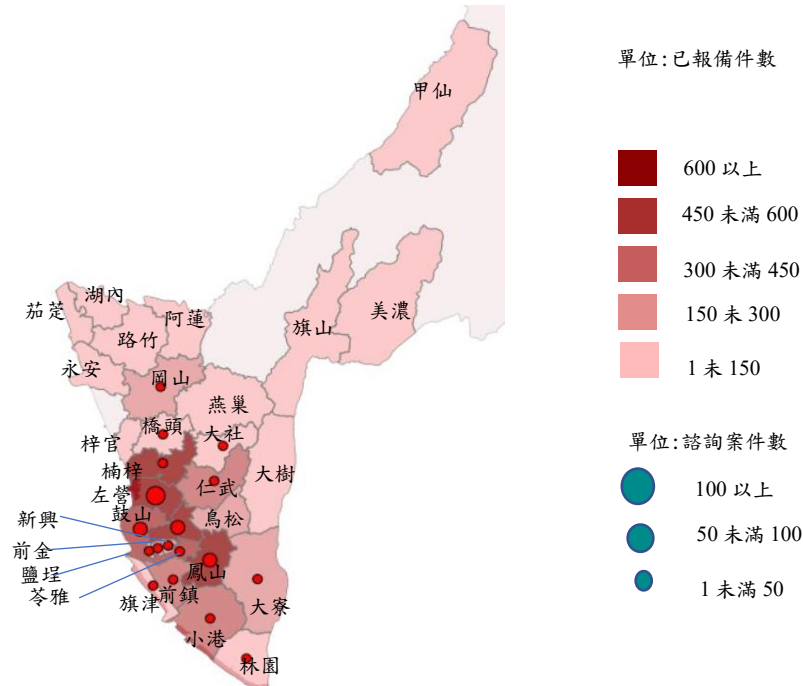 甲仙
美濃
旗山
湖內
茄萣
阿蓮
路竹
永安
岡山
燕巢
橋頭
大社
梓官
大樹
楠梓
仁武
左營
鼓山
鳥松
新興
前金
鹽埕
鳳山
苓雅
旗津
前鎮
大寮
小港
林園
單位:已報備件數
600 以上
450 未滿 600
300 未滿 450
150 未 300
1 未 150
單位:諮詢案件數
100 以上
50 未滿 100
1 未滿 50